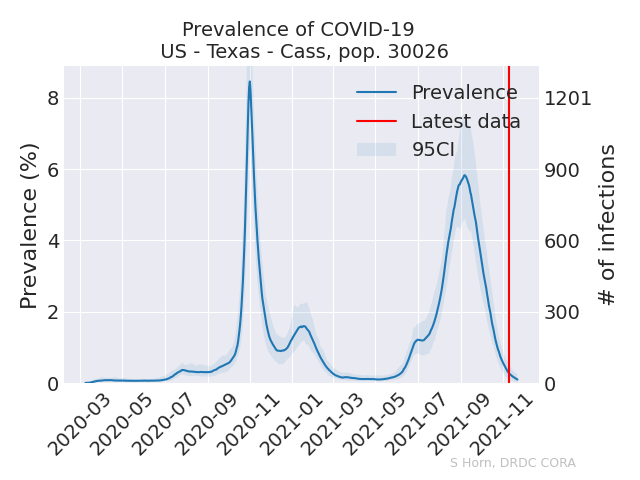 Prevalence of COVID-19
US - Texas - Cass, pop. 30026
Prevalence
Latest data
95CI
Prevalence (%)
8
6
4
2
0
# of infections
1201
900
600
300
0
2020-03
2020-05
2020-07
2020-09
2020-11
2021-01
2021-03
2021-05
2021-07
2021-09
2021-11
S Horn, DRDC CORA